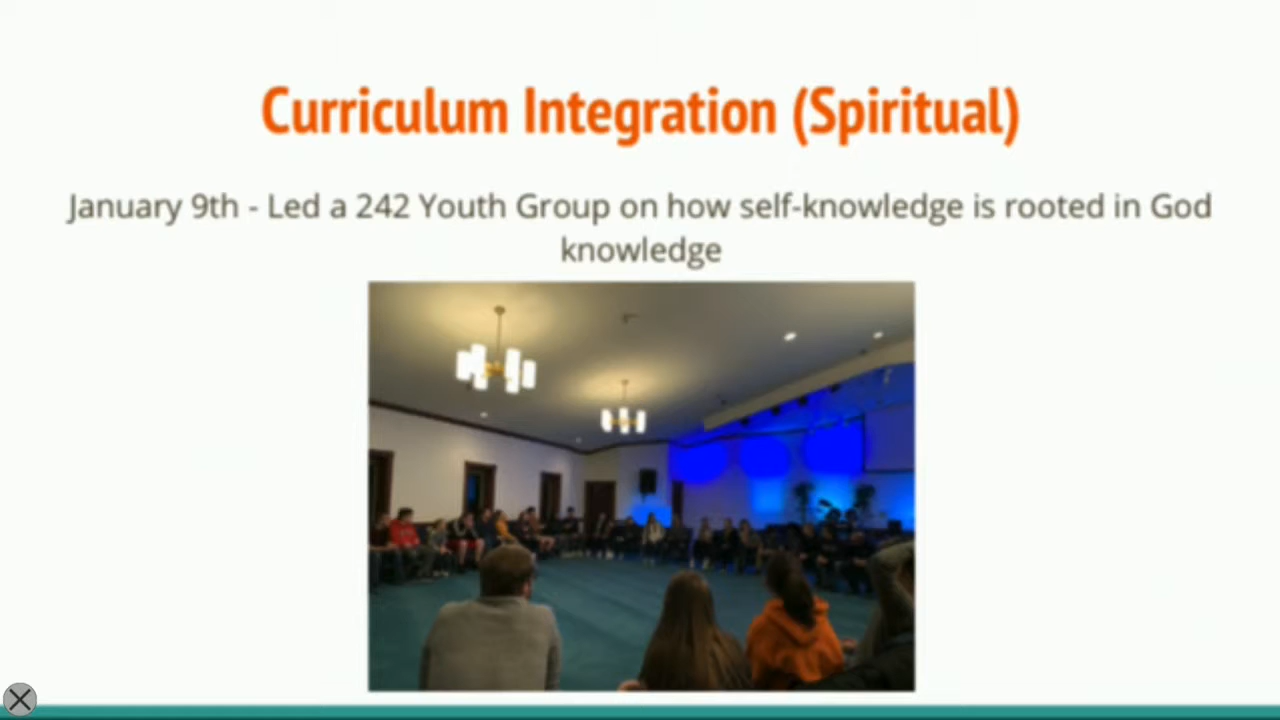 Curriculum Integration (Spiritual)
January 9th - Led a 242 Youth Group on how self-knowledge is rooted in God
knowledge